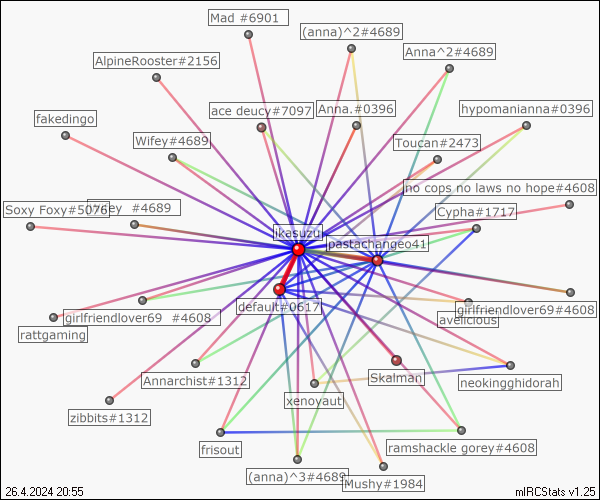 Mad #6901
(anna)^2#4689
Anna^2#4689
AlpineRooster#2156
fakedingo
ace deucy#7097
Anna.#0396
hypomanianna#0396
Wifey#4689
Toucan#2473
no cops no laws no hope#4608
Soxy Foxy#5076
#4689
Cypha#1717
ikasuzu
pastachangeo41
default#0617
girlfriendlover69 #4608
girlfriendlover69#4608
avelicious
rattgaming
Annarchist#1312
Skalman
neokingghidorah
xenoyaut
zibbits#1312
frisout
ramshackle gorey#4608
(anna)^3#4689
Mushy#1984
26.4.2024 20:55
mIRCStats v1.25